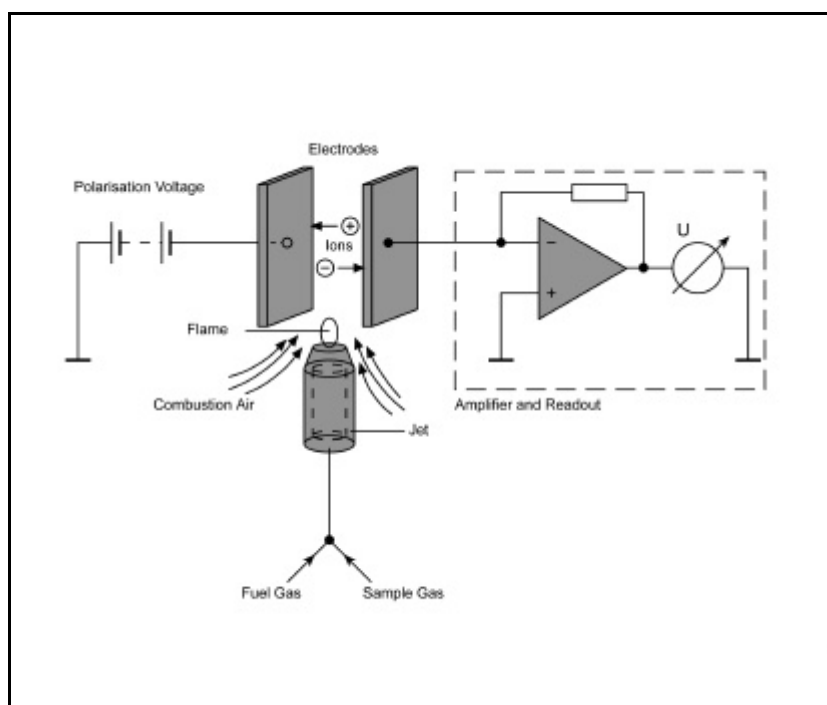 Electrodes
Polarisation Voltage
+
Ions
−
U
−
+
Flame
Combustion Air
Jet
Amplifier and Readout
Fuel Gas
Sample Gas